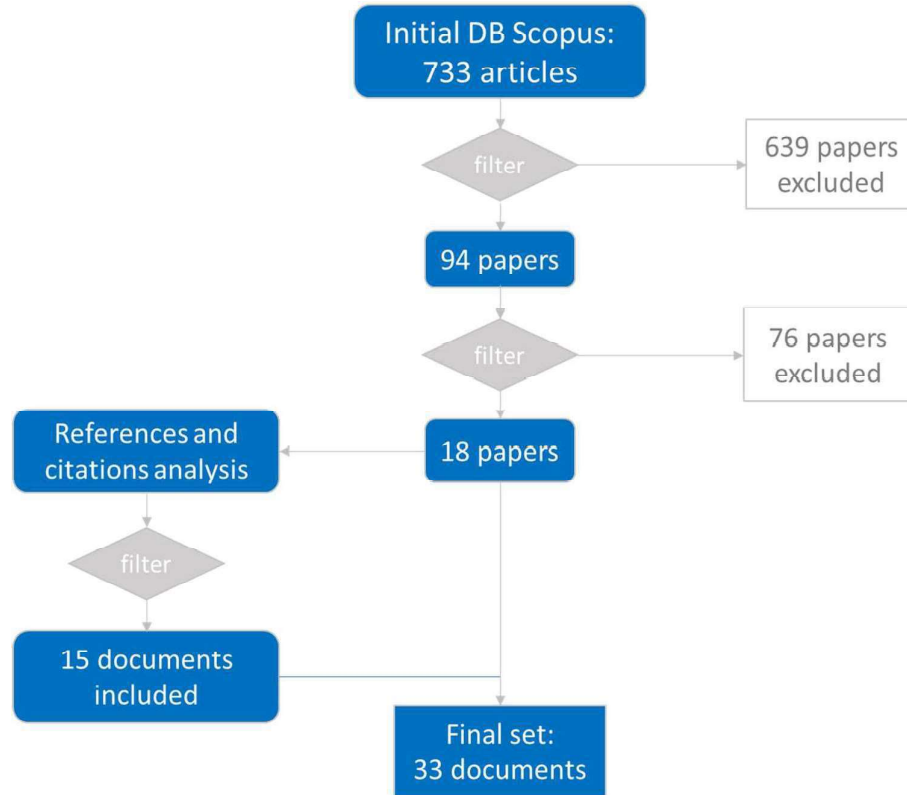 Initial DB Scopus:
733 articles
filter
639 papers
excluded
94 papers
filter
76 papers
excluded
18 papers
References and
citations analysis
filter
15 documents
included
Final set:
33 documents